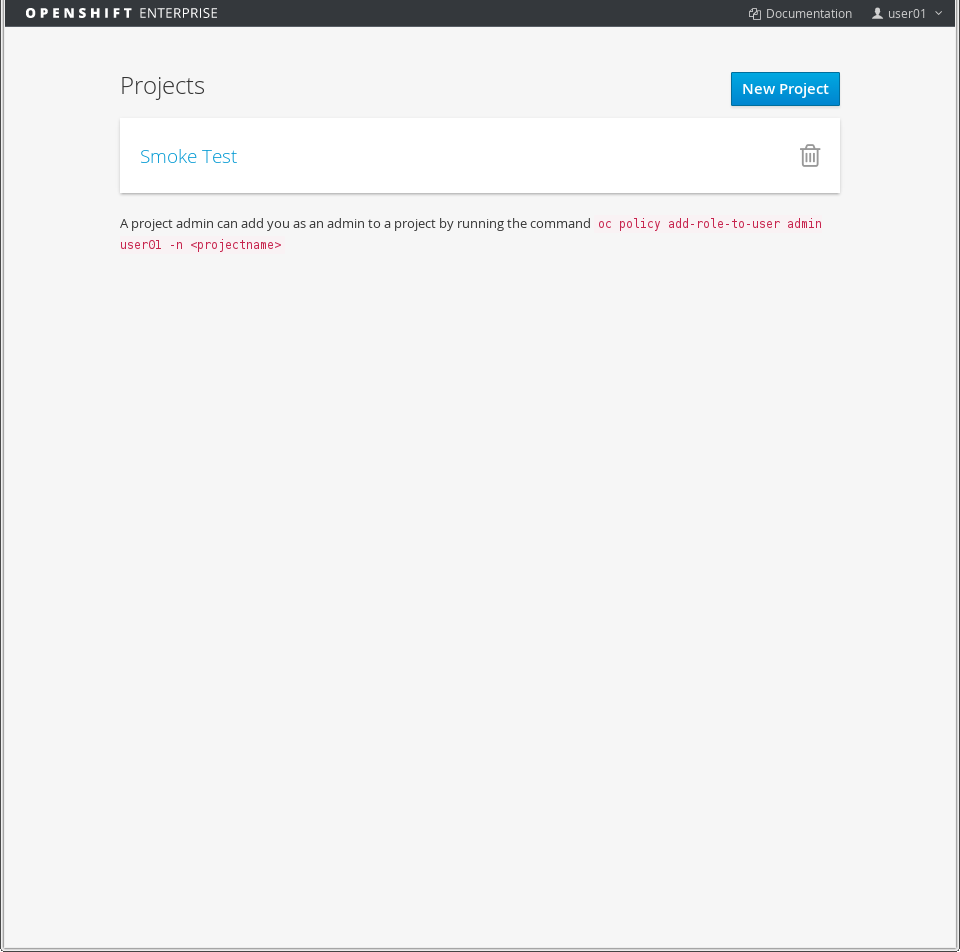 OPENSHIFT ENTERPRISE Documentation user01
Projects New Project
Smoke Test
A project admin can add you as an admin to a project by running the command oc policy add-role-to-user admin
user01 -n <projectname>